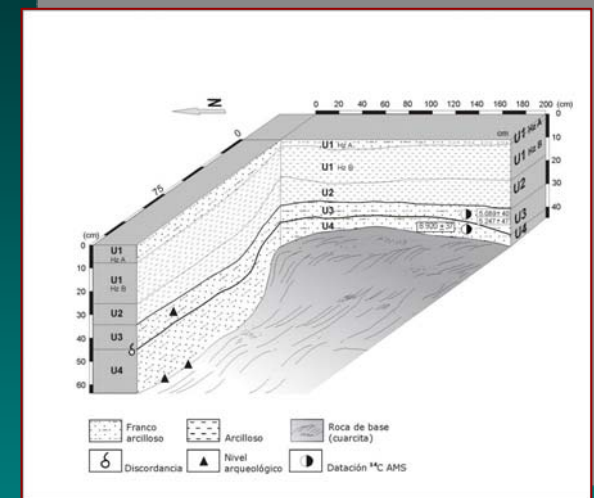 N
0 20 40 60 80 100 120 140 160 180 200 (cm)
0
10
20
30
40
cm
0
75
U1 Hz A
U1 Hz B
U2
U3
U4
U1 Hz A
U1 Hz B
U2
U3
U4
(cm)
0
10
20
30
40
50
60
U1
Hz A
U1
Hz B
U2
U3
U4
Franco
arcilloso
Arcilloso
Roca de base
(cuarcita)
Discordancia
Nivel
arqueológico
Datación ¹⁴C AMS